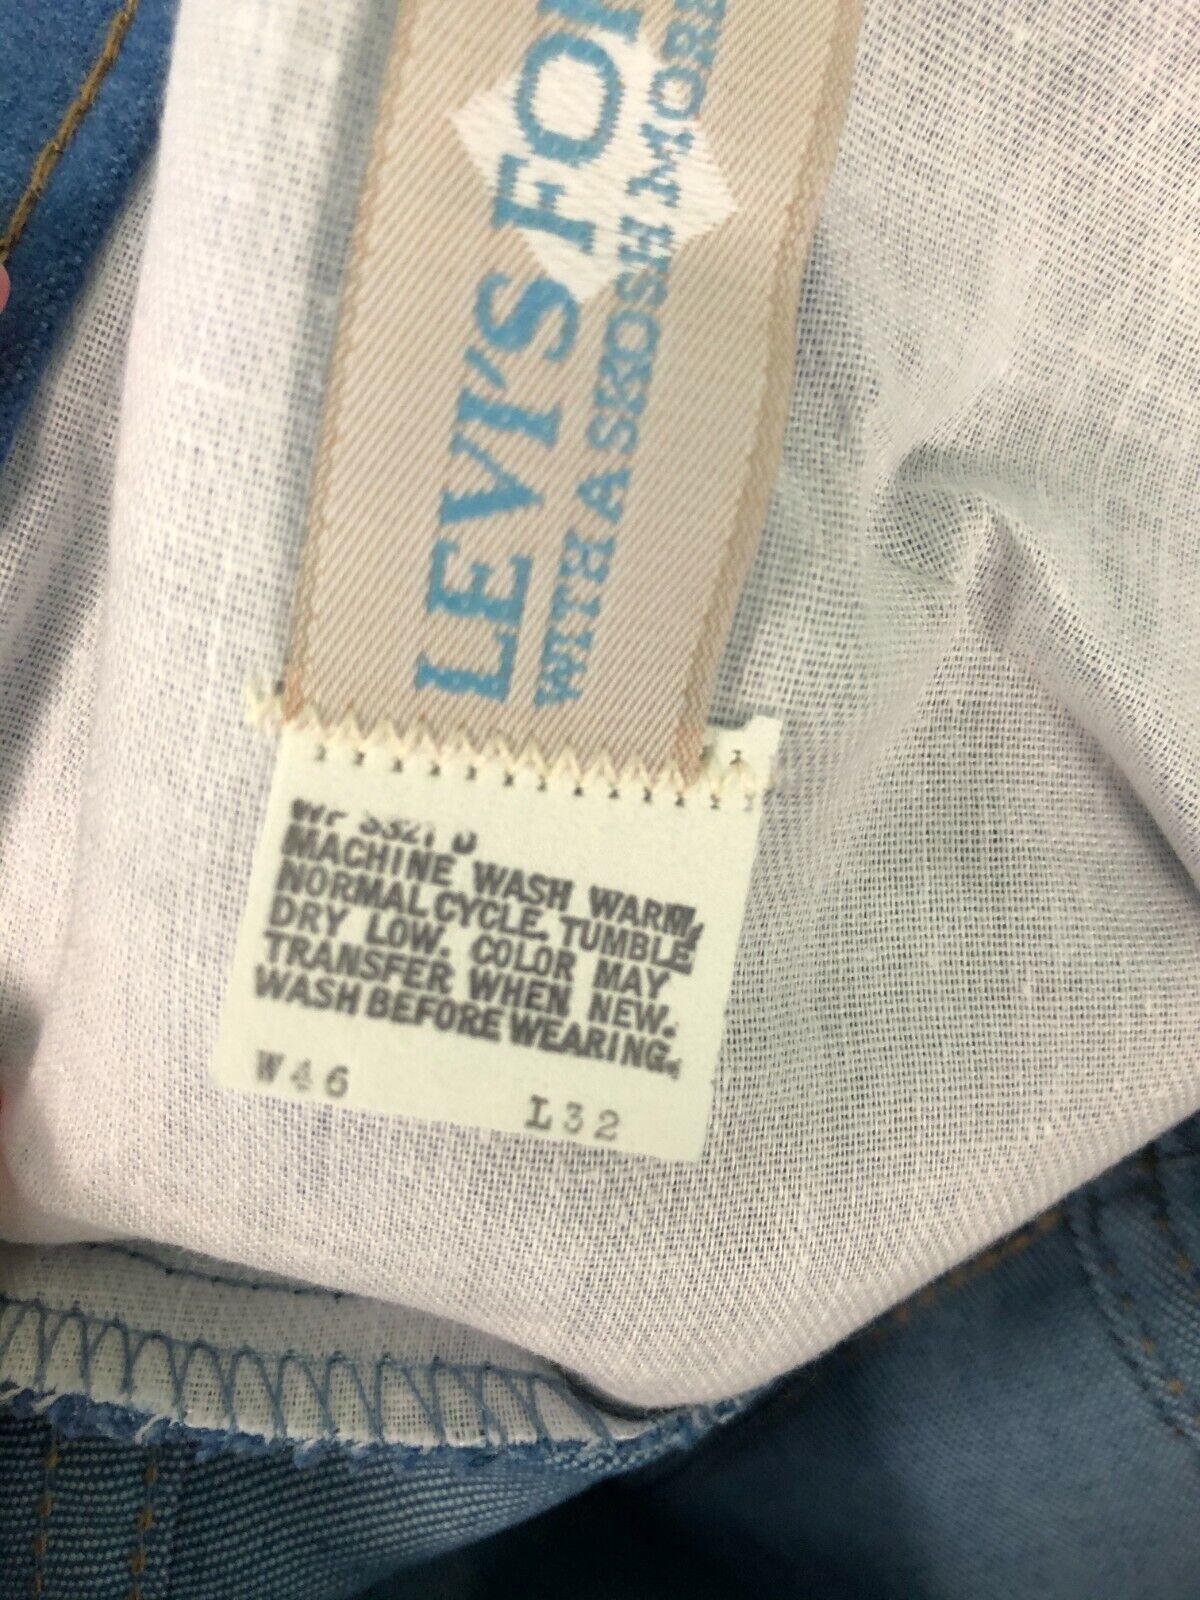 LEVI'S FO
WITH A SKOSH MORE
MACHINE WASH WARM,
NORMAL CYCLE. TUMBLE
DRY LOW. COLOR MAY
TRANSFER WHEN NEW.
WASH BEFORE WEARING.
W46
L32